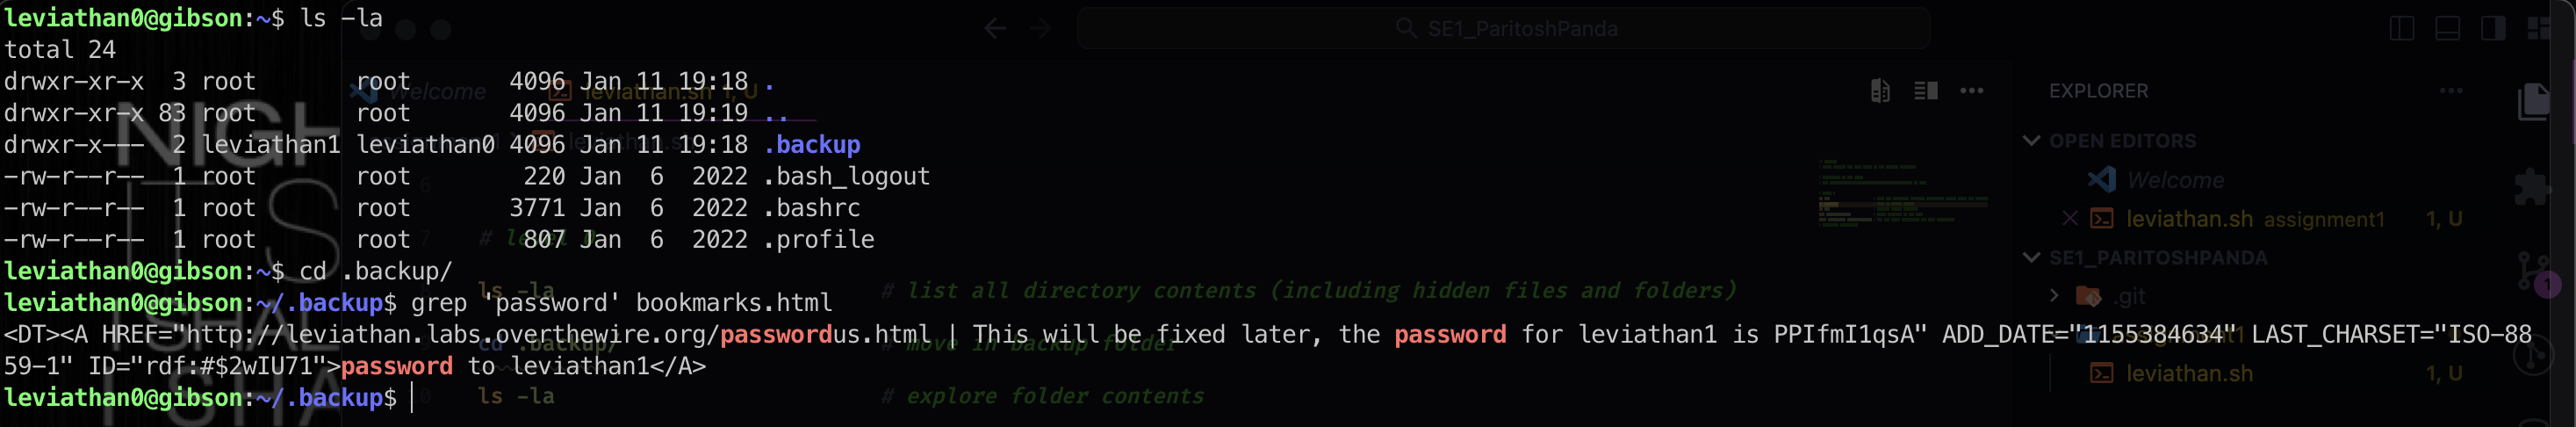 leviathan0@gibson:~$ ls -la
total 24
drwxr-xr-x  3 root       root       4096 Jan 11 19:18 .
drwxr-xr-x 83 root       root       4096 Jan 11 19:19 ..
drwxr-x---  2 leviathan1 leviathan0 4096 Jan 11 19:18 .backup
-rw-r--r--  1 root       root        220 Jan  6  2022 .bash_logout
-rw-r--r--  1 root       root       3771 Jan  6  2022 .bashrc
-rw-r--r--  1 root       root        807 Jan  6  2022 .profile
leviathan0@gibson:~$ cd .backup/
leviathan0@gibson:~/.backup$ grep 'password' bookmarks.html
<DT><A HREF="http://leviathan.labs.overthewire.org/passwordus.html | This will be fixed later, the password for leviathan1 is PPIfmI1qsA" ADD_DATE="1155384634" LAST_CHARSET="ISO-88
59-1" ID="rdf:#$2wIU71">password to leviathan1</A>
leviathan0@gibson:~/.backup$
SE1_ParitoshPanda
Welcome
leviathan.sh 1, U
# list all directory contents (including hidden files and folders)
ls -la
cd .backup/
# move in backup folder
ls -la
# explore folder contents
EXPLORER
OPEN EDITORS
Welcome
leviathan.sh assignment1 1, U
SE1_PARITOSHPANDA
.git
assignment1
leviathan.sh 1, U
1
NIGH
ITS
I SHA